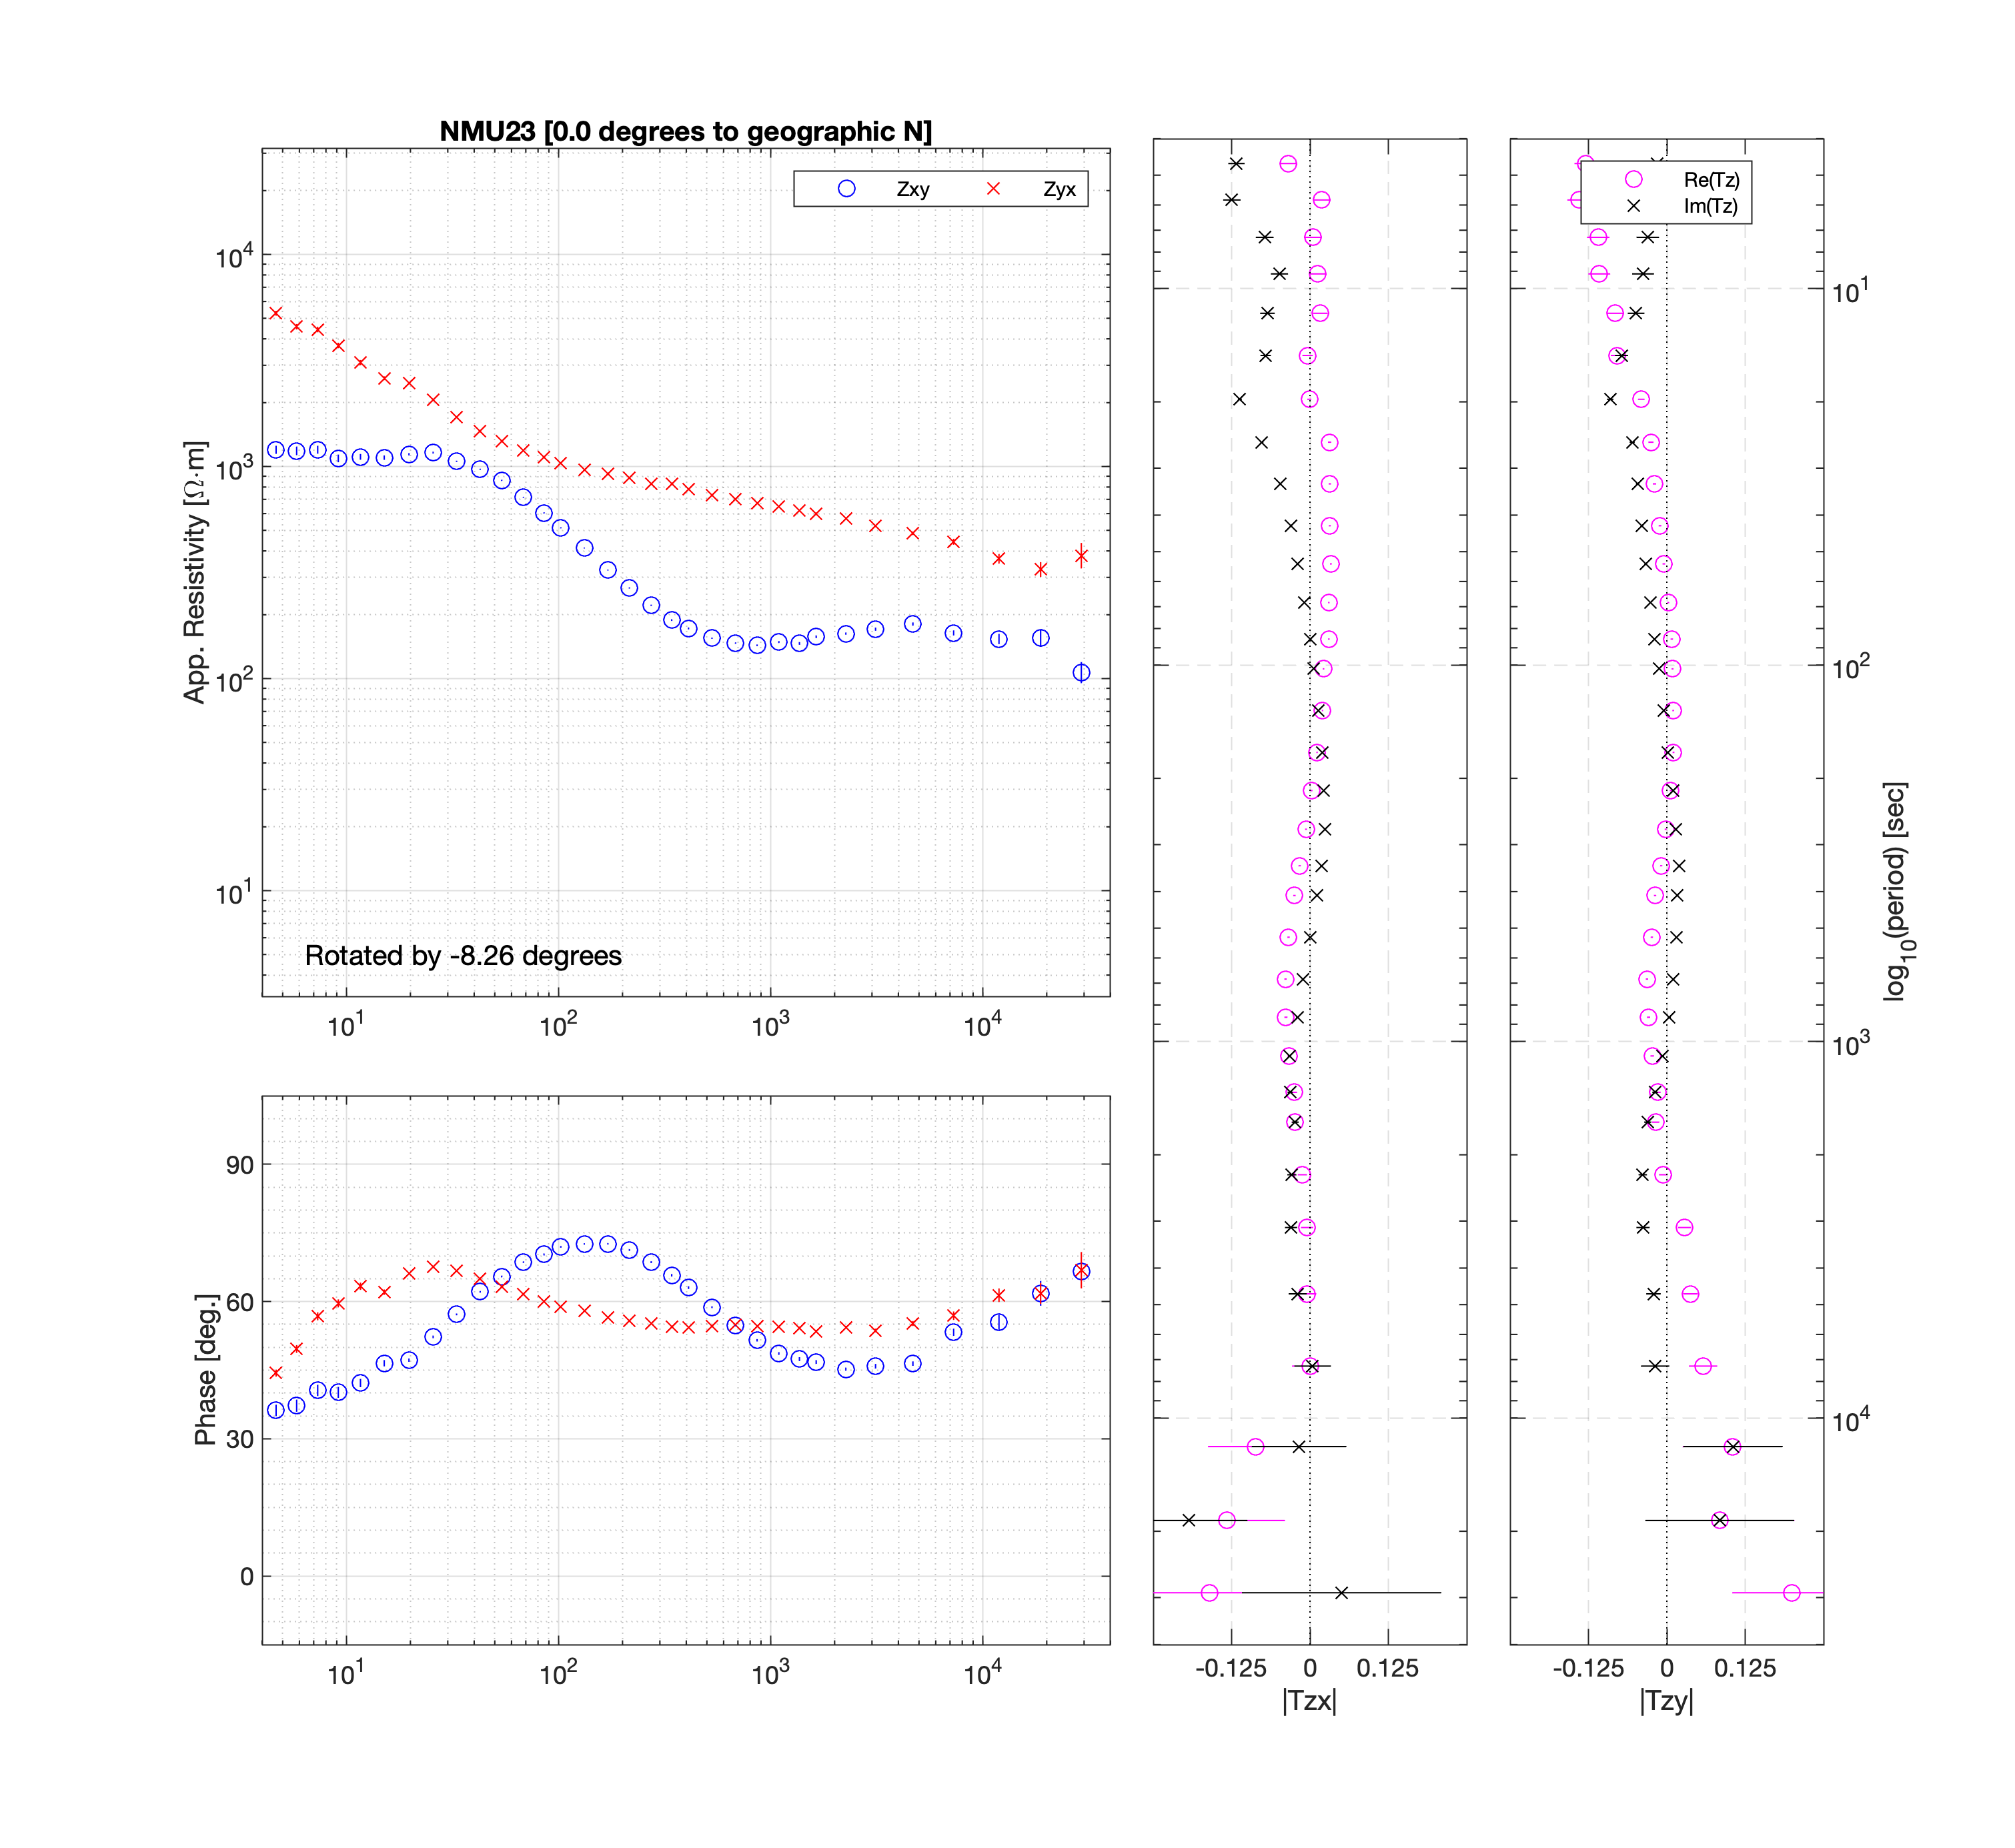 NMU23 [0.0 degrees to geographic N]
Zxy Zyx
App. Resistivity [Ω·m]
10^4
10^3
10^2
10^1
Rotated by -8.26 degrees
10^1 10^2 10^3 10^4
Phase [deg.]
90
60
30
0
10^1 10^2 10^3 10^4
-0.125 0 0.125
|Tzx|
Re(Tz)
Im(Tz)
-0.125 0 0.125
|Tzy|
10^1
10^2
10^3
10^4
log10(period) [sec]